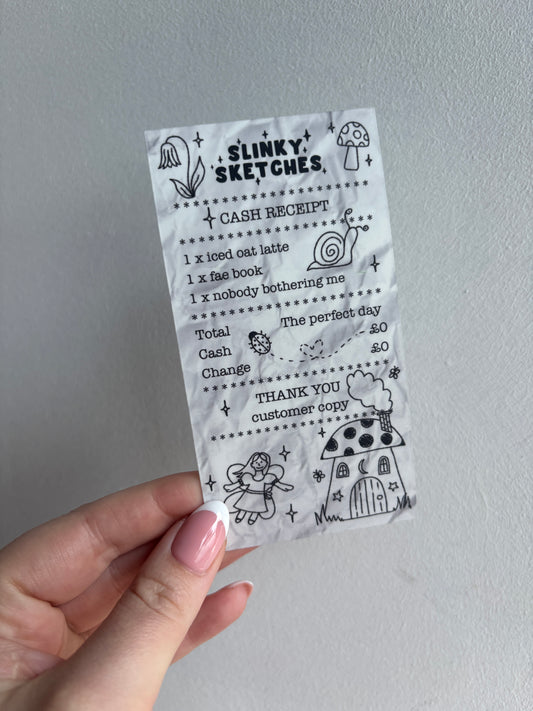 SLINKY
SKETCHES
* * * * * * * * * * * * * * * * * * * * *
CASH RECEIPT
* * * * * * * * * * * * * * * * * * * * *
1 x iced oat latte
1 x fae book
1 x nobody bothering me
* * * * * * * * * * * * * * * * * * * * *
Total The perfect day
Cash £0
Change £0
* * * * * * * * * * * * * * * * * * * * *
THANK YOU
customer copy
* * * * * * * * * * * * * * * * * * * * *